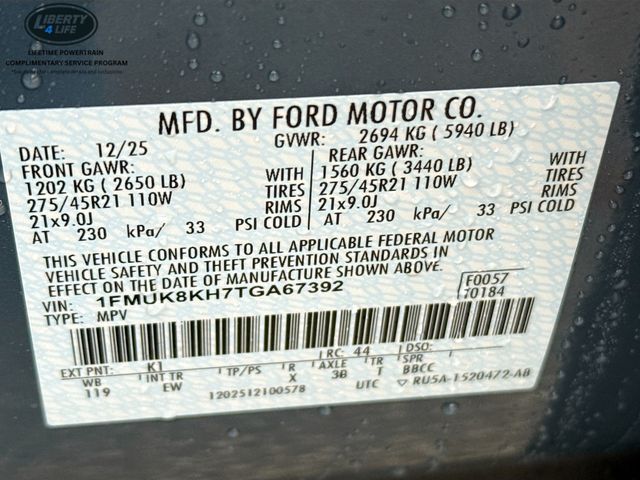 LIBERTY
4 LIFE
LIFETIME POWERTRAIN
COMPLIMENTARY SERVICE PROGRAM
MFD. BY FORD MOTOR CO.
DATE: 12/25 GVWR: 2694 KG ( 5940 LB)
FRONT GAWR: WITH REAR GAWR: WITH
1202 KG ( 2650 LB) TIRES 1560 KG ( 3440 LB) TIRES
275/45R21 110W RIMS 275/45R21 110W RIMS
21x9.0J 21x9.0J
AT 230 kPa/ 33 PSI COLD AT 230 kPa/ 33 PSI COLD
THIS VEHICLE CONFORMS TO ALL APPLICABLE FEDERAL MOTOR
VEHICLE SAFETY AND THEFT PREVENTION STANDARDS IN
EFFECT ON THE DATE OF MANUFACTURE SHOWN ABOVE.
VIN: 1FMUK8KH7TGA67392 F0057
TYPE: MPV 70184
EXT PNT: K1 RC: 44 DSO:
WB INT TR TP/PS R AXLE TR SPR
119 EW X 38 T BBCC
1202512100578 UTC RU5A-1520472-AB